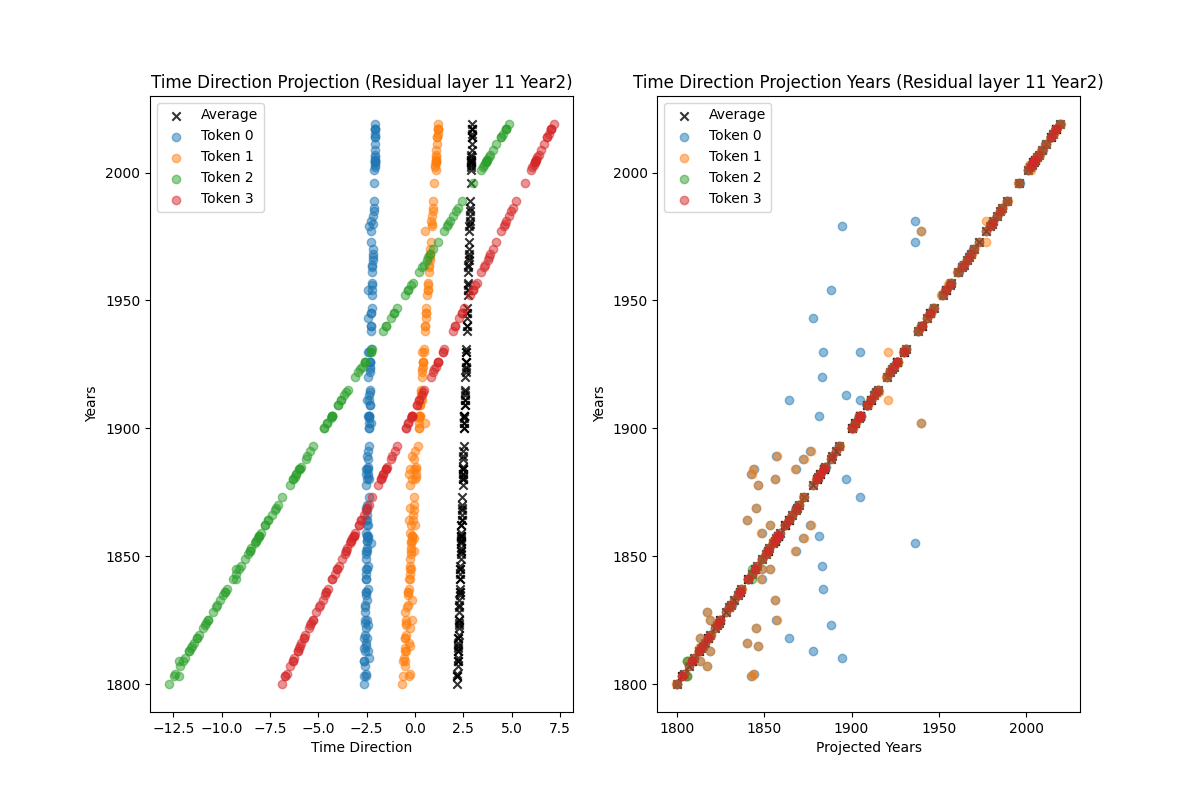 Time Direction Projection (Residual layer 11 Year2)
Average
Token 0
Token 1
Token 2
Token 3
2000
1950
1900
1850
1800
Years
−12.5 −10.0 −7.5 −5.0 −2.5 0.0 2.5 5.0 7.5
Time Direction
Time Direction Projection Years (Residual layer 11 Year2)
Average
Token 0
Token 1
Token 2
Token 3
2000
1950
1900
1850
1800
Years
1800 1850 1900 1950 2000
Projected Years